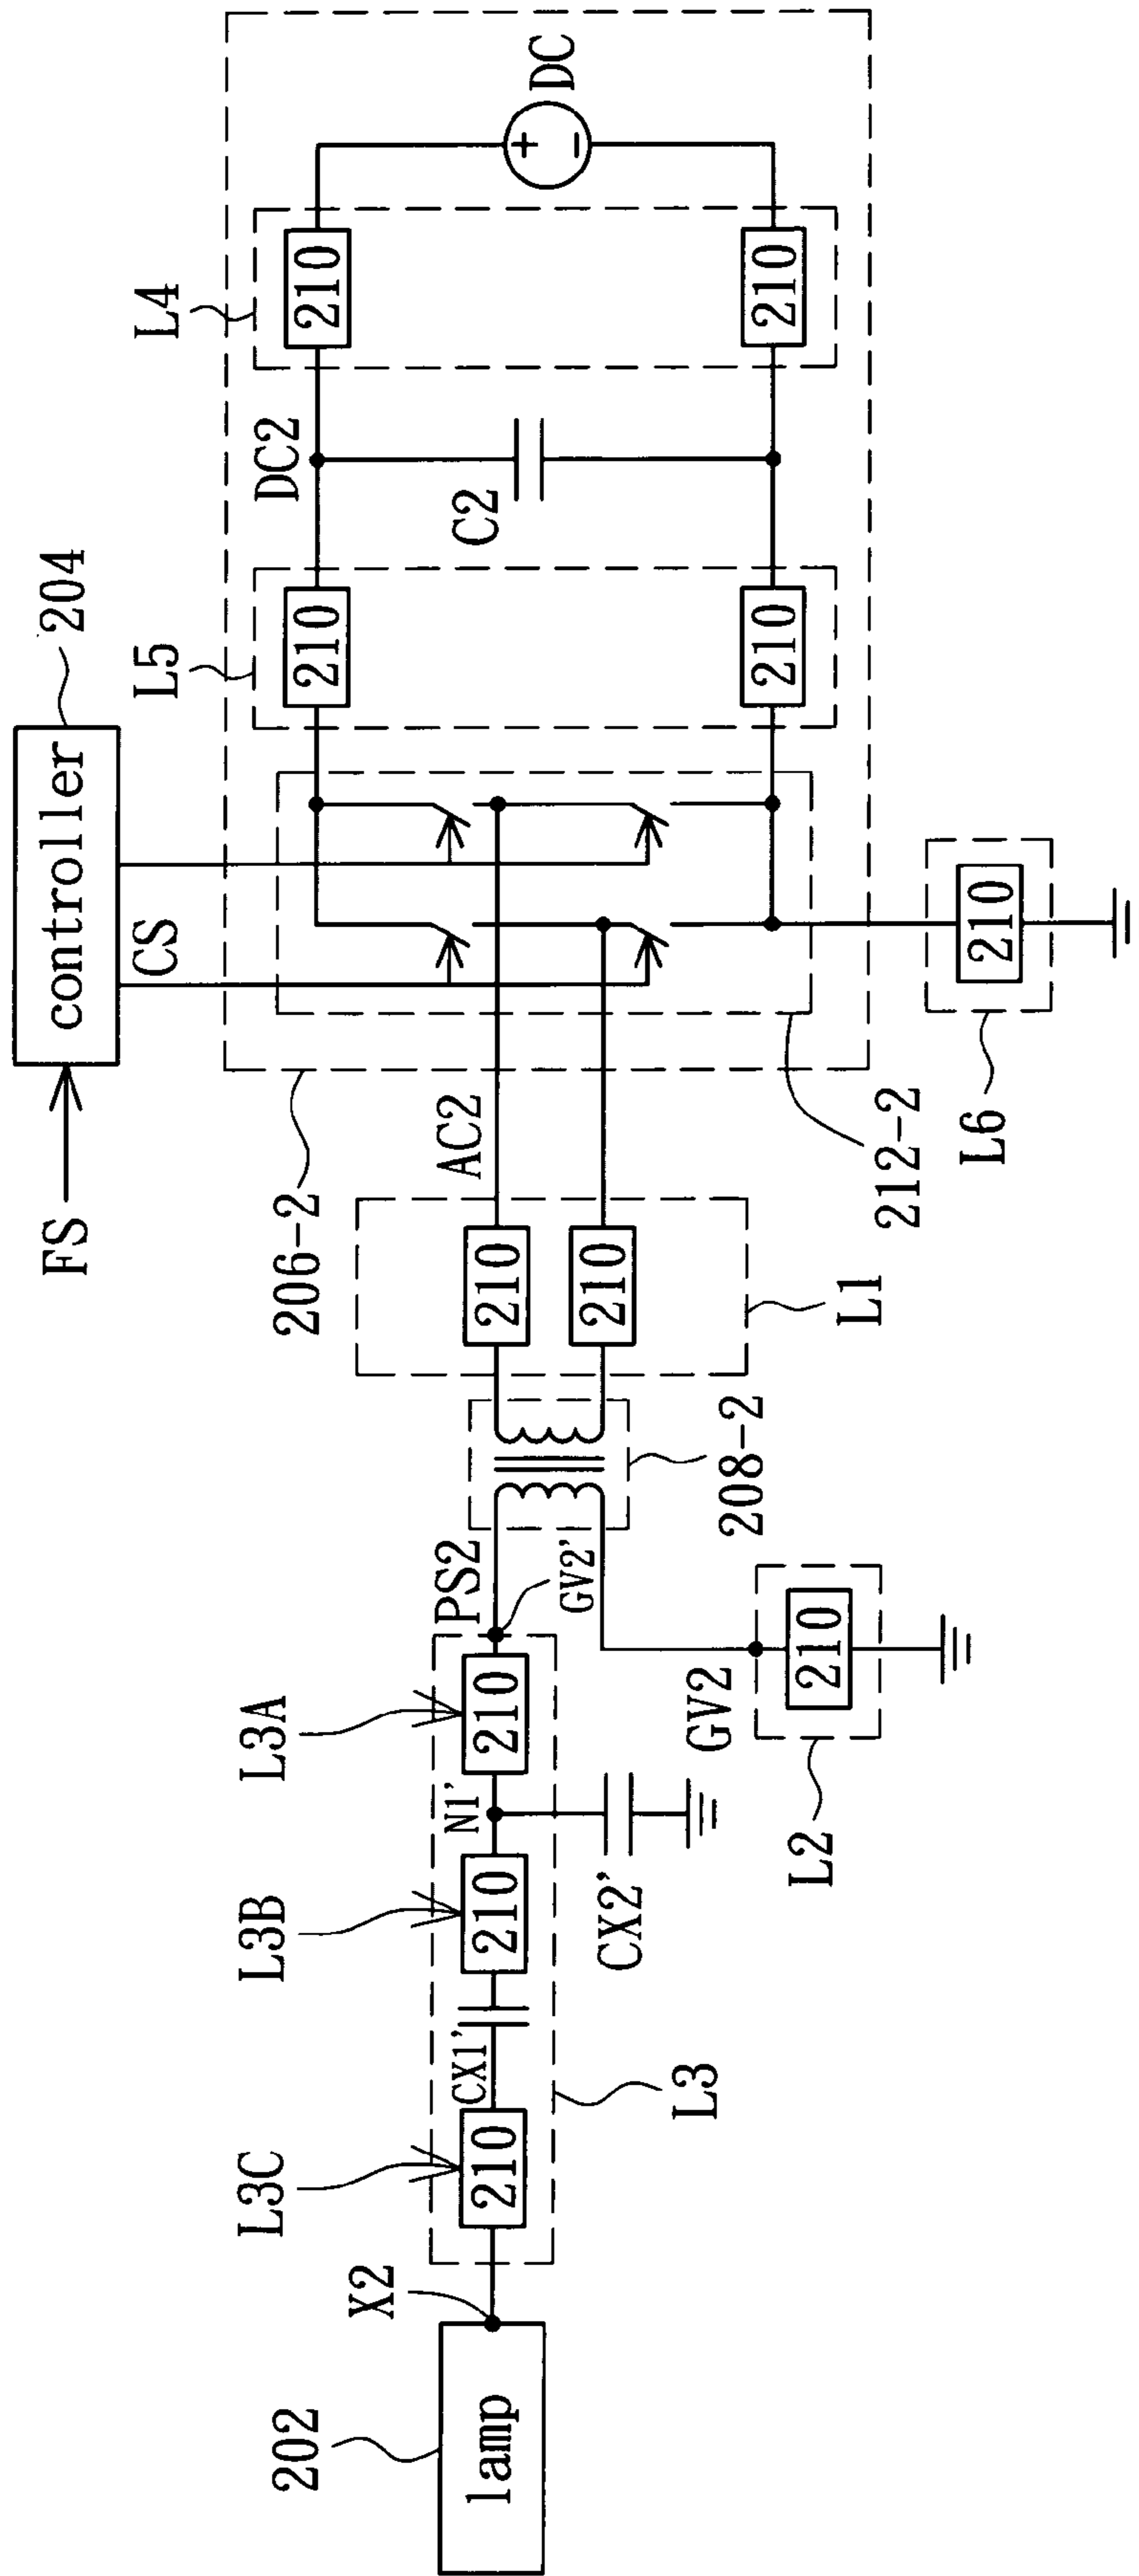 FS
controller
204
CS
206-2
L5
L4
DC2
C2
210
210
210
210
DC
AC2
212-2
L6
210
210
210
L1
208-2
PS2
GV2'
GV2
210
L2
L3A
L3B
L3C
210
210
210
N1'
CX1'
CX2'
L3
X2
202
lamp